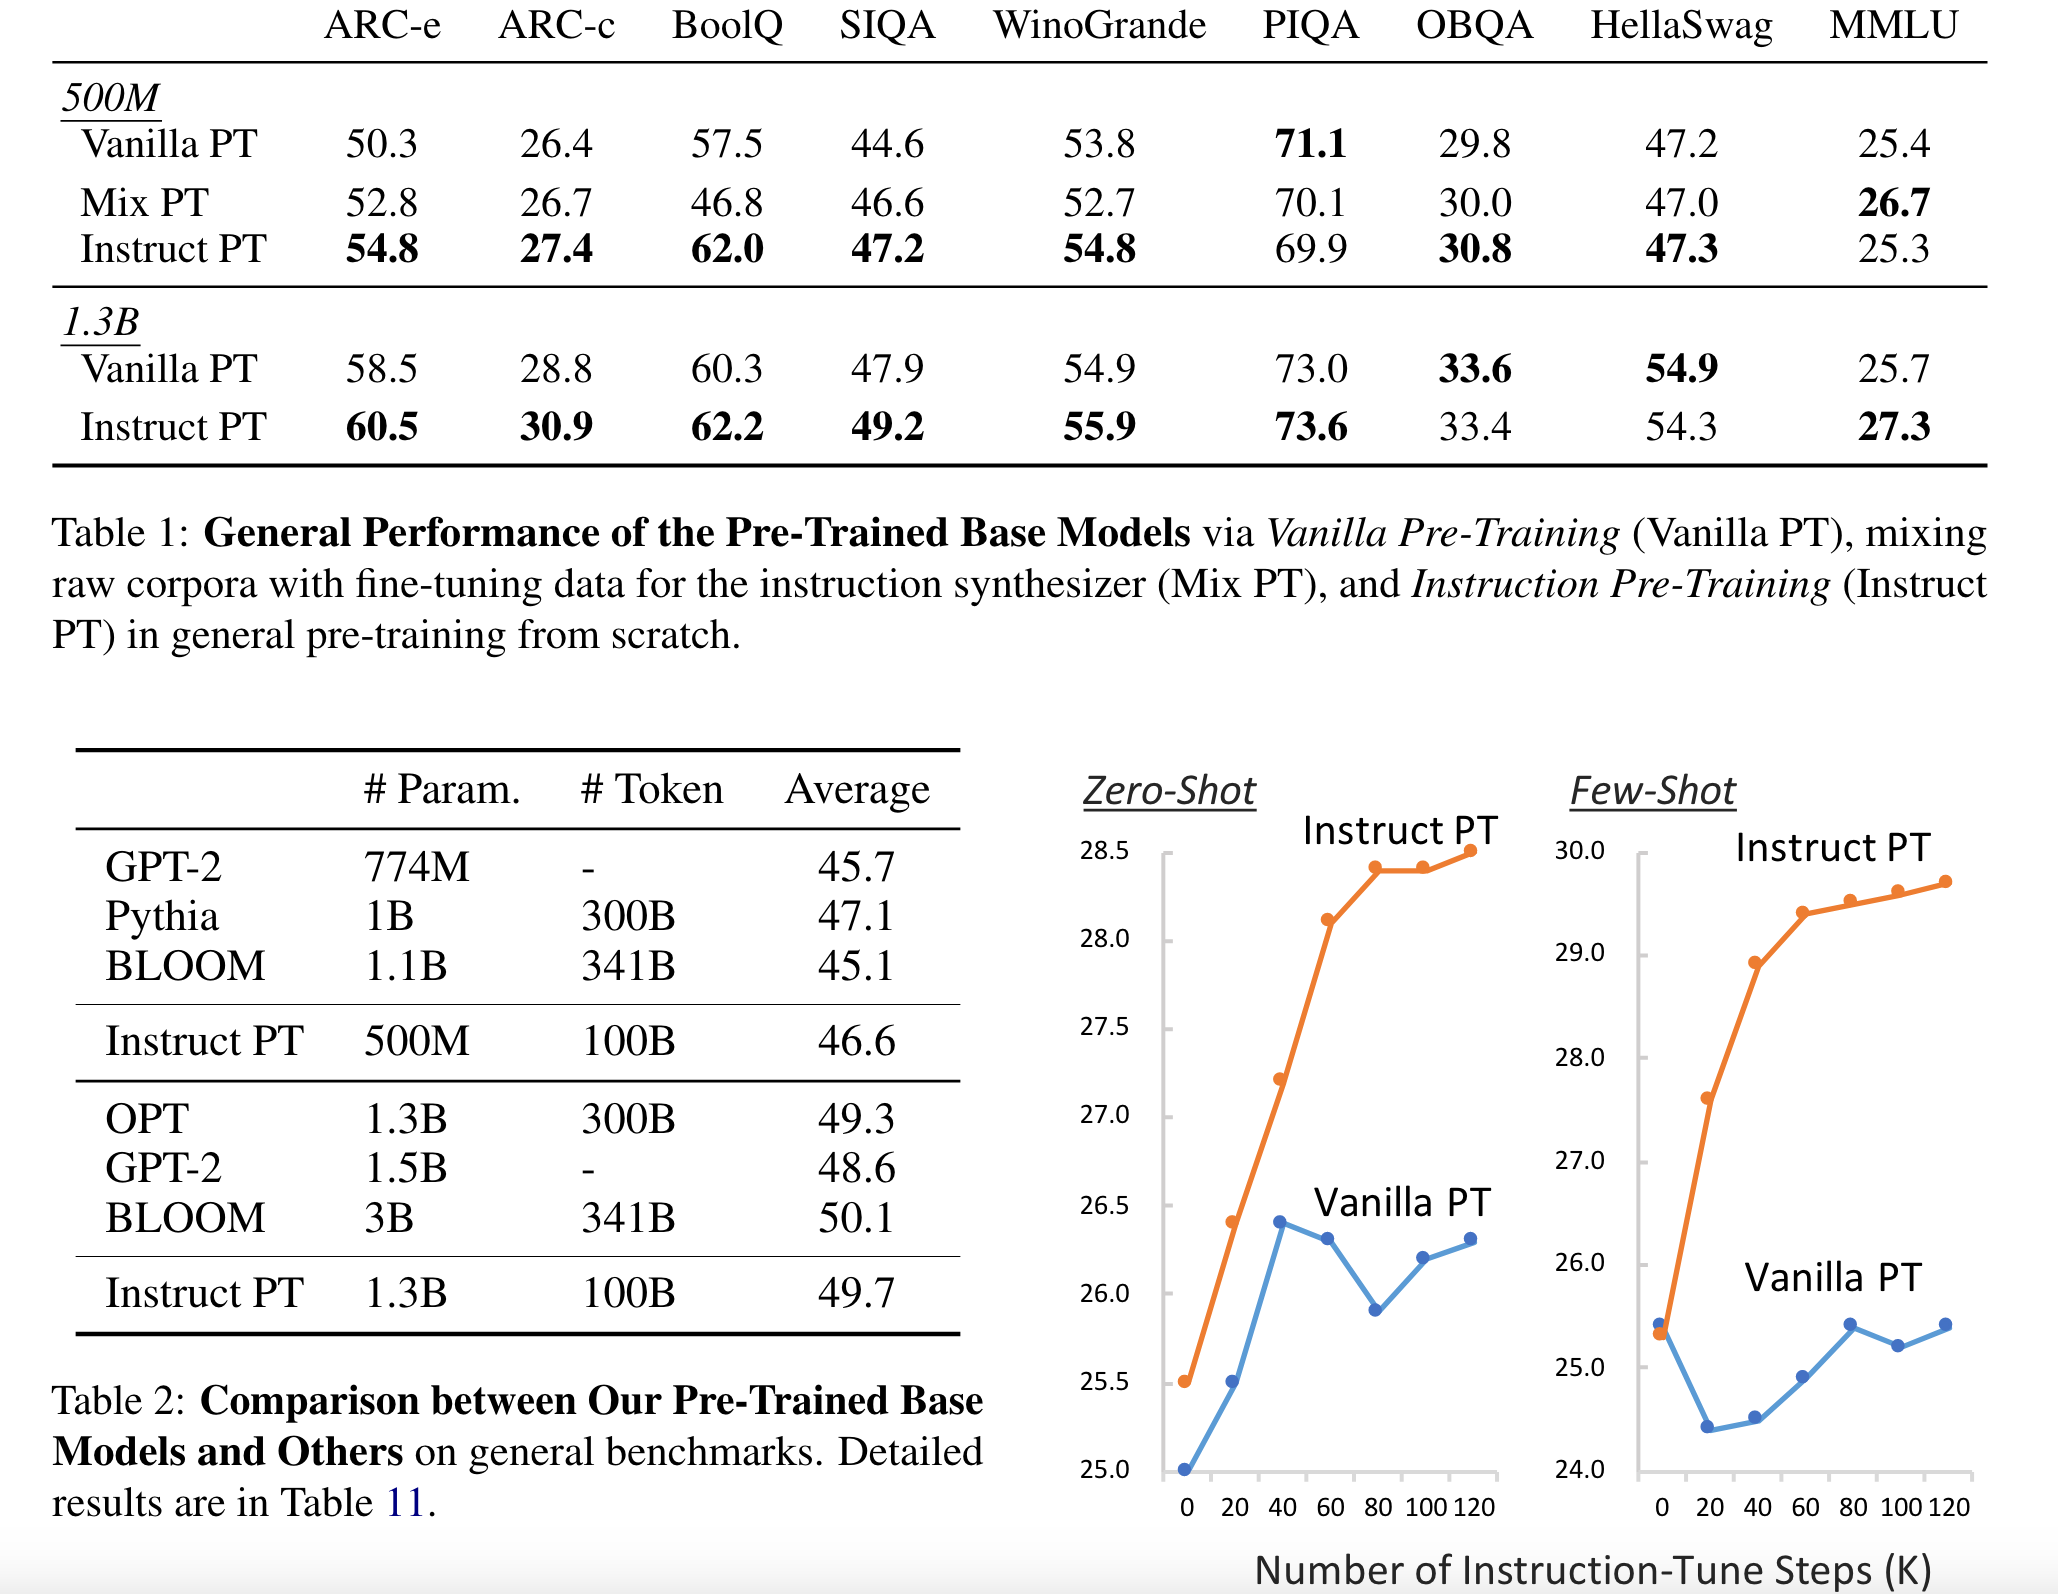 ARC-e ARC-c BoolQ SIQA WinoGrande PIQA OBQA HellaSwag MMLU
500M
Vanilla PT 50.3 26.4 57.5 44.6 53.8 71.1 29.8 47.2 25.4
Mix PT 52.8 26.7 46.8 46.6 52.7 70.1 30.0 47.0 26.7
Instruct PT 54.8 27.4 62.0 47.2 54.8 69.9 30.8 47.3 25.3
1.3B
Vanilla PT 58.5 28.8 60.3 47.9 54.9 73.0 33.6 54.9 25.7
Instruct PT 60.5 30.9 62.2 49.2 55.9 73.6 33.4 54.3 27.3
Table 1: General Performance of the Pre-Trained Base Models via Vanilla Pre-Training (Vanilla PT), mixing
raw corpora with fine-tuning data for the instruction synthesizer (Mix PT), and Instruction Pre-Training (Instruct
PT) in general pre-training from scratch.
# Param. # Token Average
GPT-2 774M - 45.7
Pythia 1B 300B 47.1
BLOOM 1.1B 341B 45.1
Instruct PT 500M 100B 46.6
OPT 1.3B 300B 49.3
GPT-2 1.5B - 48.6
BLOOM 3B 341B 50.1
Instruct PT 1.3B 100B 49.7
Table 2: Comparison between Our Pre-Trained Base
Models and Others on general benchmarks. Detailed
results are in Table 11.
Zero-Shot
Instruct PT
28.5
28.0
27.5
27.0
26.5
Vanilla PT
26.0
25.5
25.0
0 20 40 60 80 100 120
Few-Shot
Instruct PT
30.0
29.0
28.0
27.0
26.0
Vanilla PT
25.0
24.0
0 20 40 60 80 100 120
Number of Instruction-Tune Steps (K)